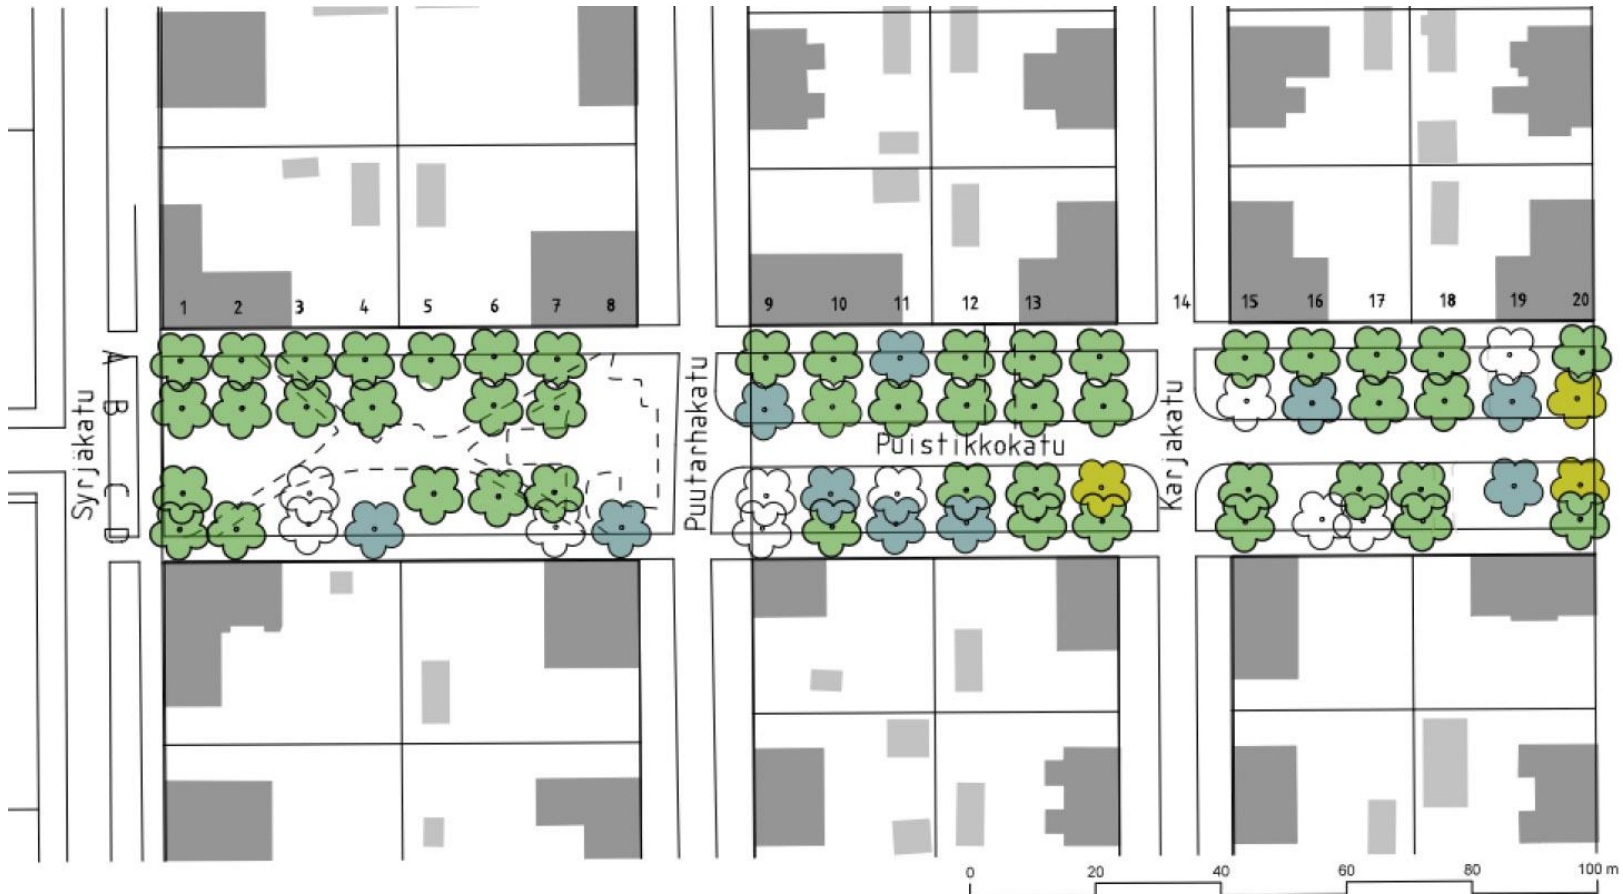 1 2 3 4 5 6 7 8 9 10 11 12 13 14 15 16 17 18 19 20
A
B
C
D
Syrjäkatu
Puutarhakatu
Puistikkokatu
Karjakatu
0 20 40 60 80 100 m